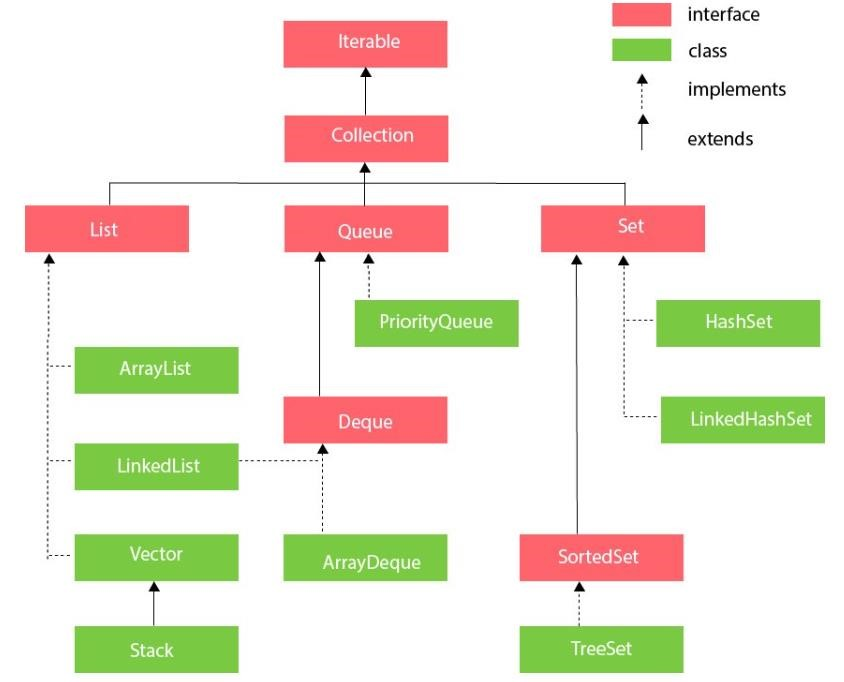 Iterable
interface
class
implements
extends
Collection
List
Queue
Set
PriorityQueue
HashSet
ArrayList
Deque
LinkedHashSet
LinkedList
Vector
ArrayDeque
SortedSet
Stack
TreeSet